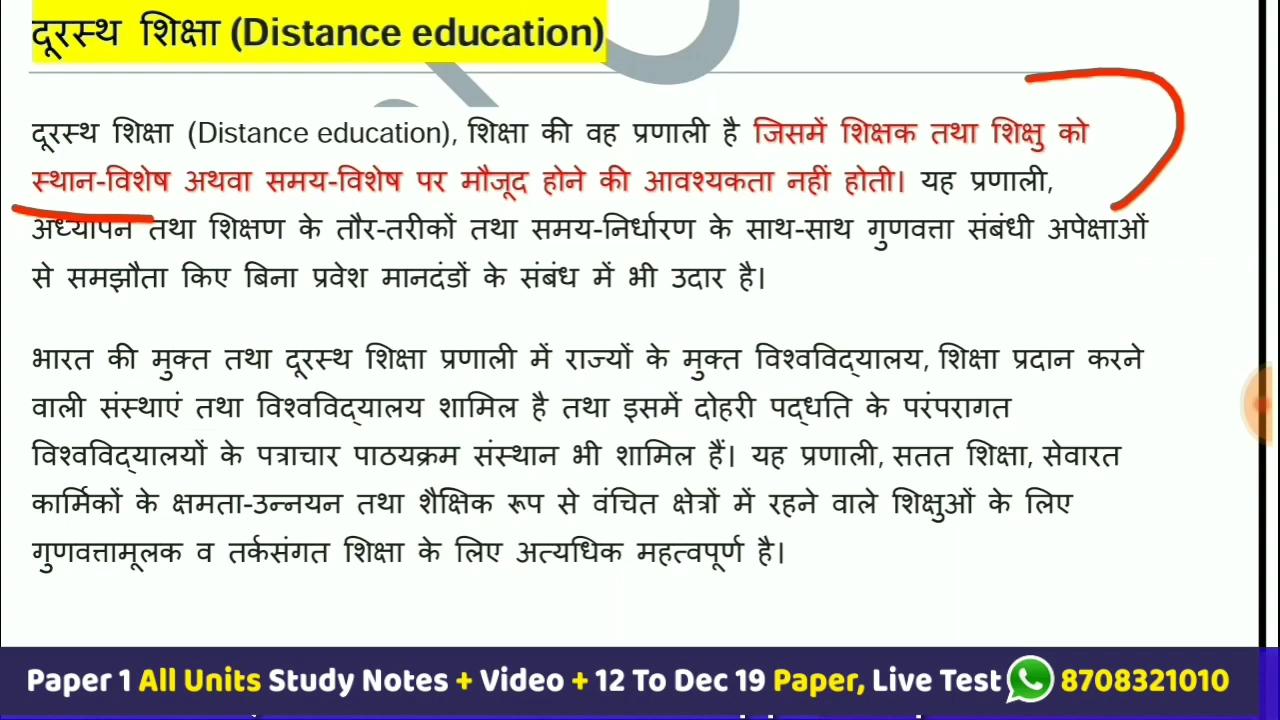 दूरस्थ शिक्षा (Distance education)
दूरस्थ शिक्षा (Distance education), शिक्षा की वह प्रणाली है जिसमें शिक्षक तथा शिक्षु को
स्थान-विशेष अथवा समय-विशेष पर मौजूद होने की आवश्यकता नहीं होती। यह प्रणाली,
अध्यापन तथा शिक्षण के तौर-तरीकों तथा समय-निर्धारण के साथ-साथ गुणवत्ता संबंधी अपेक्षाओं
से समझौता किए बिना प्रवेश मानदंडों के संबंध में भी उदार है।
भारत की मुक्त तथा दूरस्थ शिक्षा प्रणाली में राज्यों के मुक्त विश्वविद्‌यालय, शिक्षा प्रदान करने
वाली संस्थाएं तथा विश्वविद्‌यालय शामिल है तथा इसमें दोहरी पद्‌धति के परंपरागत
विश्वविद्‌यालयों के पत्राचार पाठयक्रम संस्थान भी शामिल हैं। यह प्रणाली, सतत शिक्षा, सेवारत
कार्मिकों के क्षमता-उन्नयन तथा शैक्षिक रूप से वंचित क्षेत्रों में रहने वाले शिक्षुओं के लिए
गुणवत्तामूलक व तर्कसंगत शिक्षा के लिए अत्यधिक महत्वपूर्ण है।
Paper 1 All Units Study Notes + Video + 12 To Dec 19 Paper, Live Test 8708321010